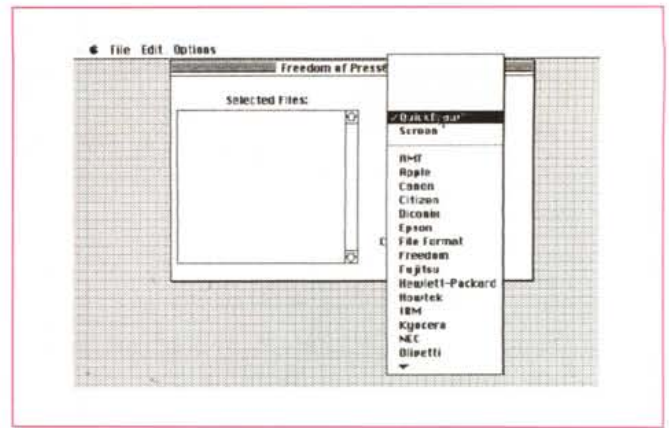 File Edit Options
Freedom of Press
Selected Files:
✓QuickDraw™
Screen
AMT
Apple
Canon
Citizen
Diconix
Epson
File Format
Freedom
Fujitsu
Hewlett-Packard
Howtek
IBM
Kyocera
NEC
Olivetti